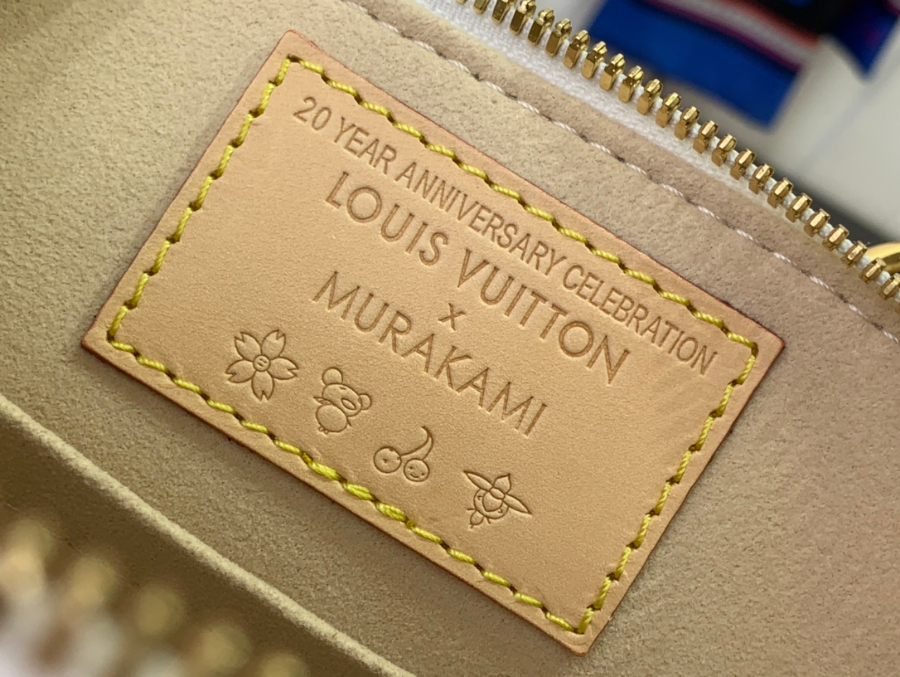 20 YEAR ANNIVERSARY CELEBRATION
LOUIS VUITTON
x
MURAKAMI